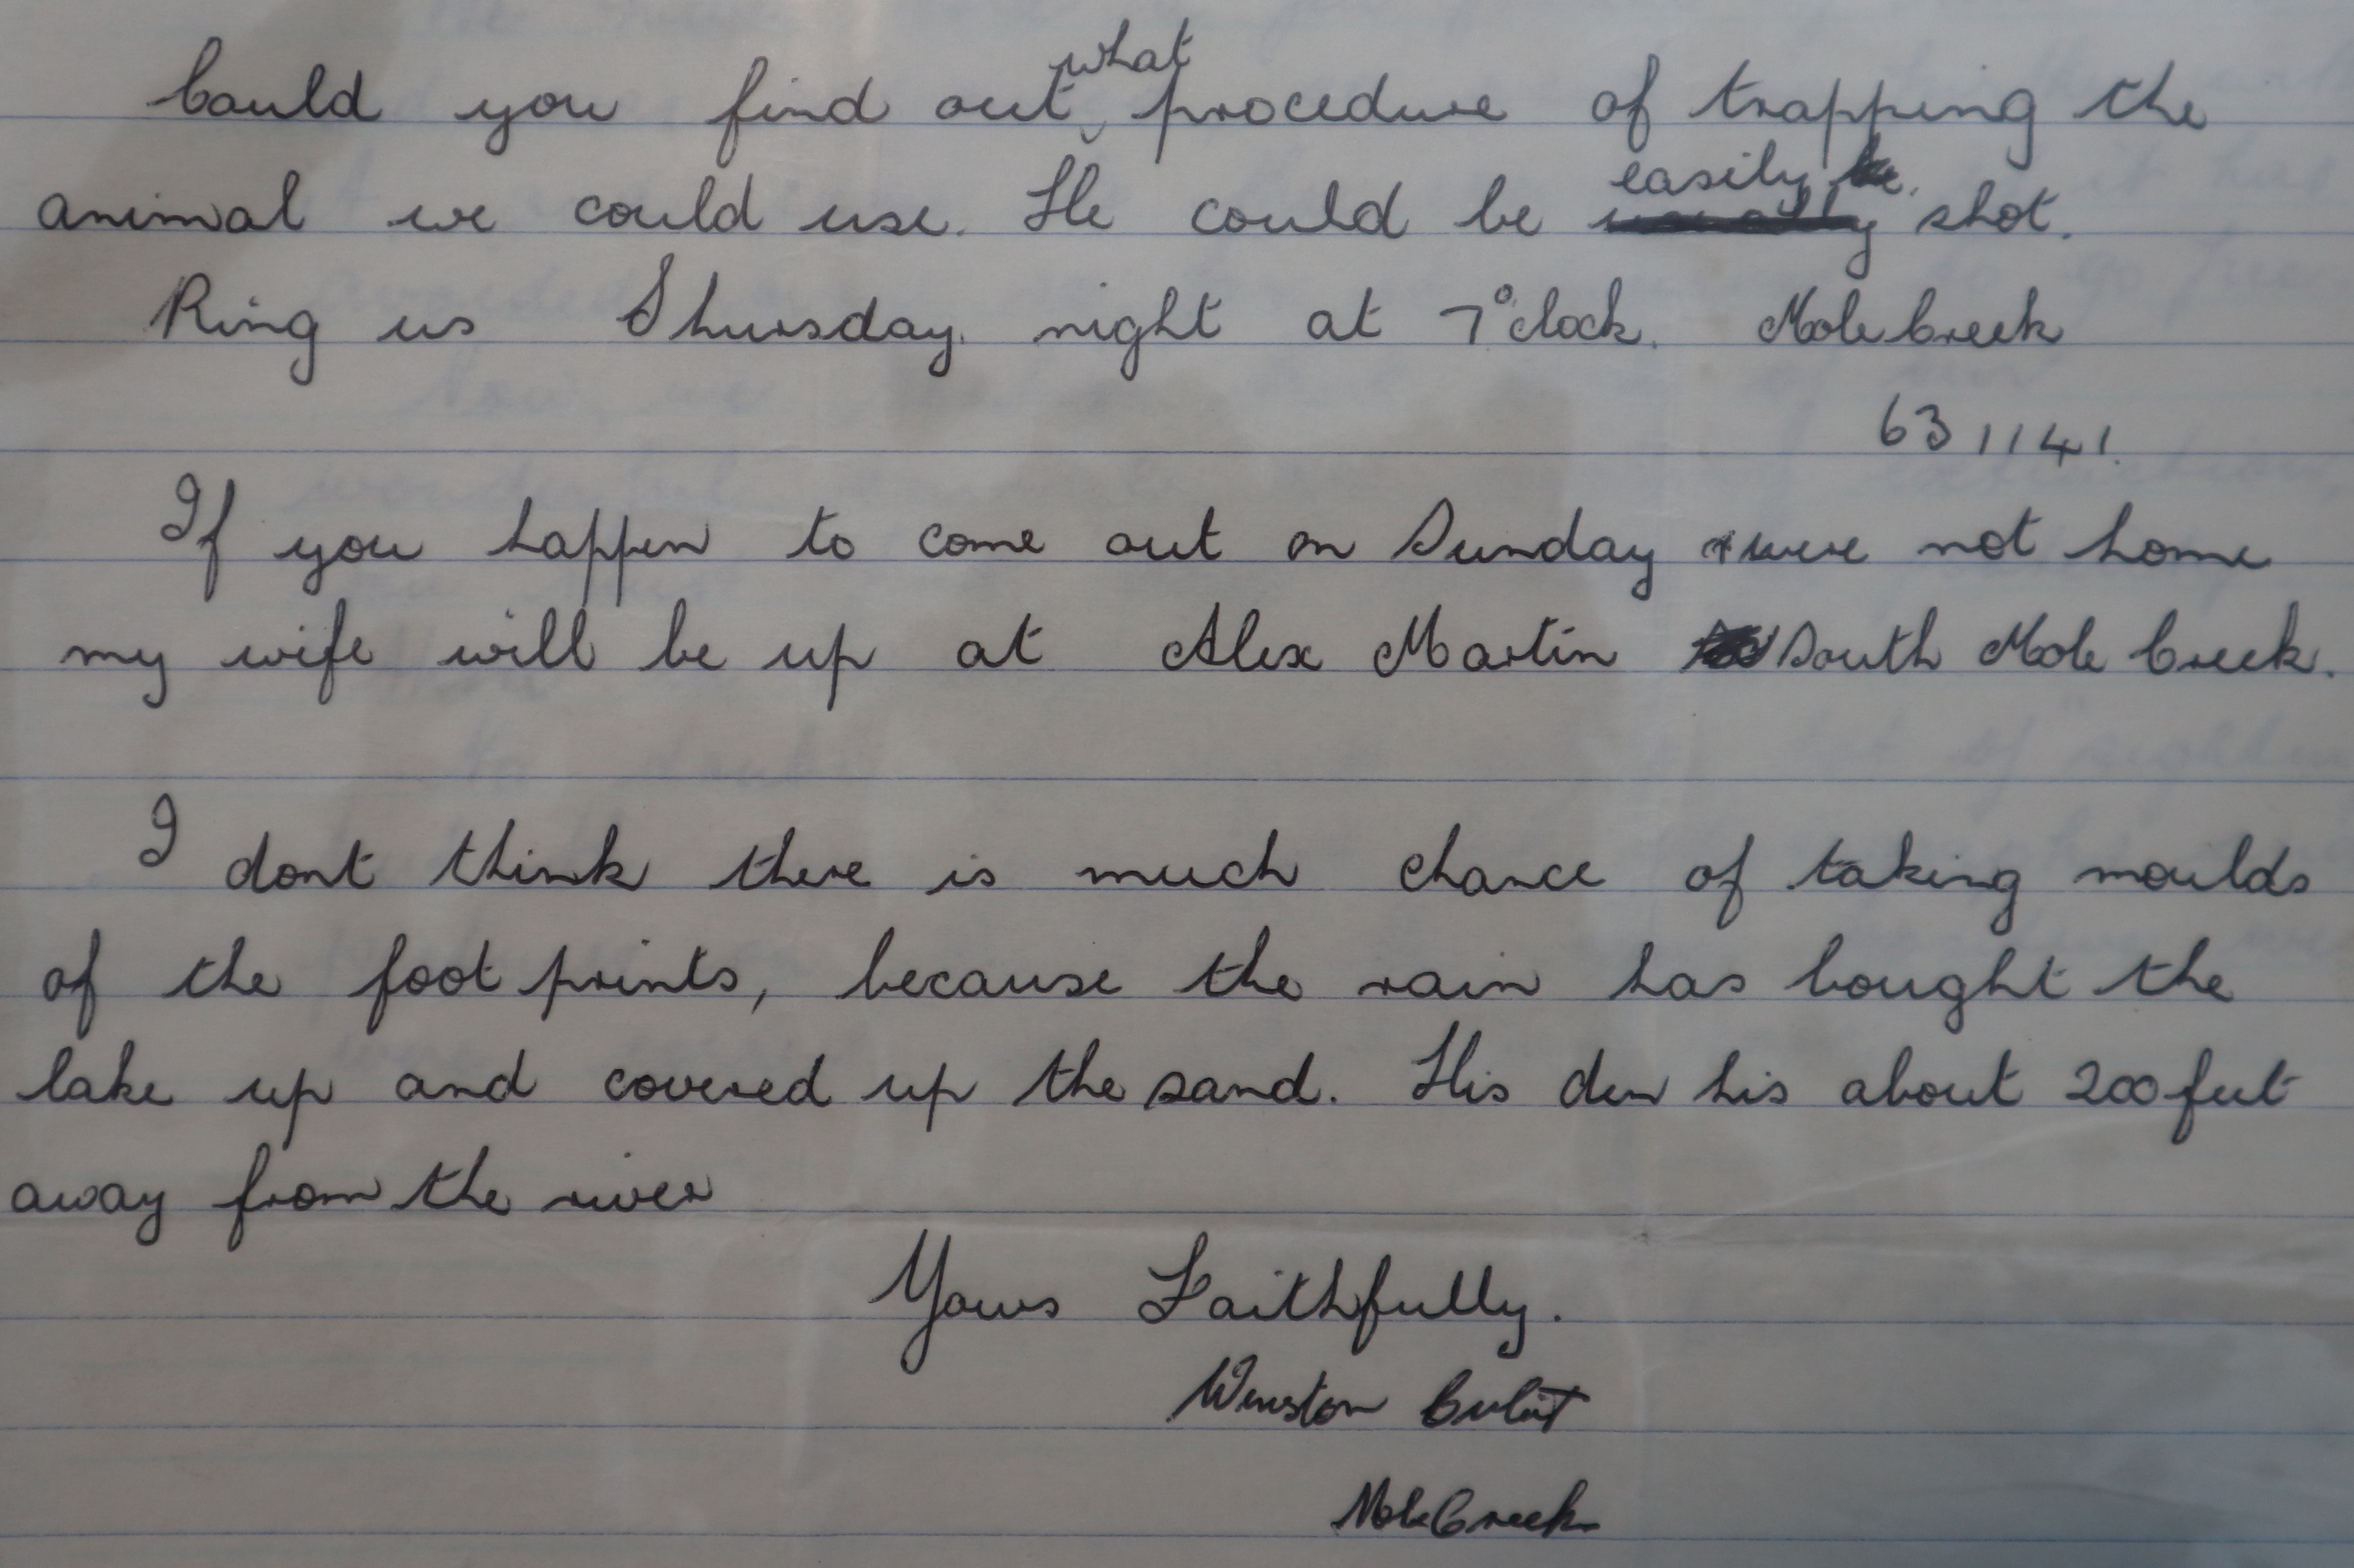 Could you find out what procedure of trapping the
animal we could use. He could be easily shot.
Ring us Thursday night at 7°clock. Mole Creek
631141.
If you happen to come out on Sunday & were not home
my wife will be up at Alex Martin South Mole Creek.
I dont think there is much chance of taking moulds
of the foot prints, because the rain has bought the
lake up and covered up the sand. His den his about 200 feet
away from the river
Yours Faithfully.
Winston
Mole Creek